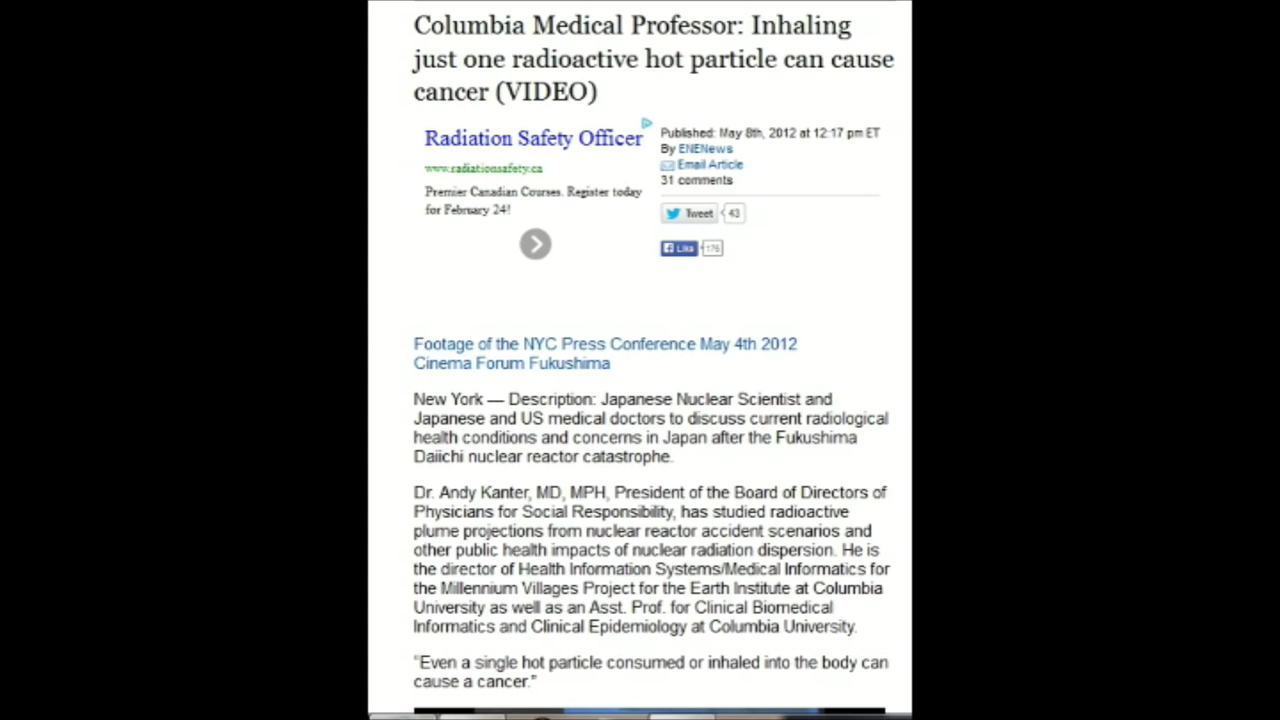 Columbia Medical Professor: Inhaling
just one radioactive hot particle can cause
cancer (VIDEO)
Radiation Safety Officer
www.radiationsafety.ca
Premier Canadian Courses. Register today
for February 24!
Published: May 8th, 2012 at 12:17 pm ET
By ENENews
Email Article
31 comments
Tweet 43
Like 176
Footage of the NYC Press Conference May 4th 2012
Cinema Forum Fukushima
New York — Description: Japanese Nuclear Scientist and
Japanese and US medical doctors to discuss current radiological
health conditions and concerns in Japan after the Fukushima
Daiichi nuclear reactor catastrophe.
Dr. Andy Kanter, MD, MPH, President of the Board of Directors of
Physicians for Social Responsibility, has studied radioactive
plume projections from nuclear reactor accident scenarios and
other public health impacts of nuclear radiation dispersion. He is
the director of Health Information Systems/Medical Informatics for
the Millennium Villages Project for the Earth Institute at Columbia
University as well as an Asst. Prof. for Clinical Biomedical
Informatics and Clinical Epidemiology at Columbia University.
“Even a single hot particle consumed or inhaled into the body can
cause a cancer.”